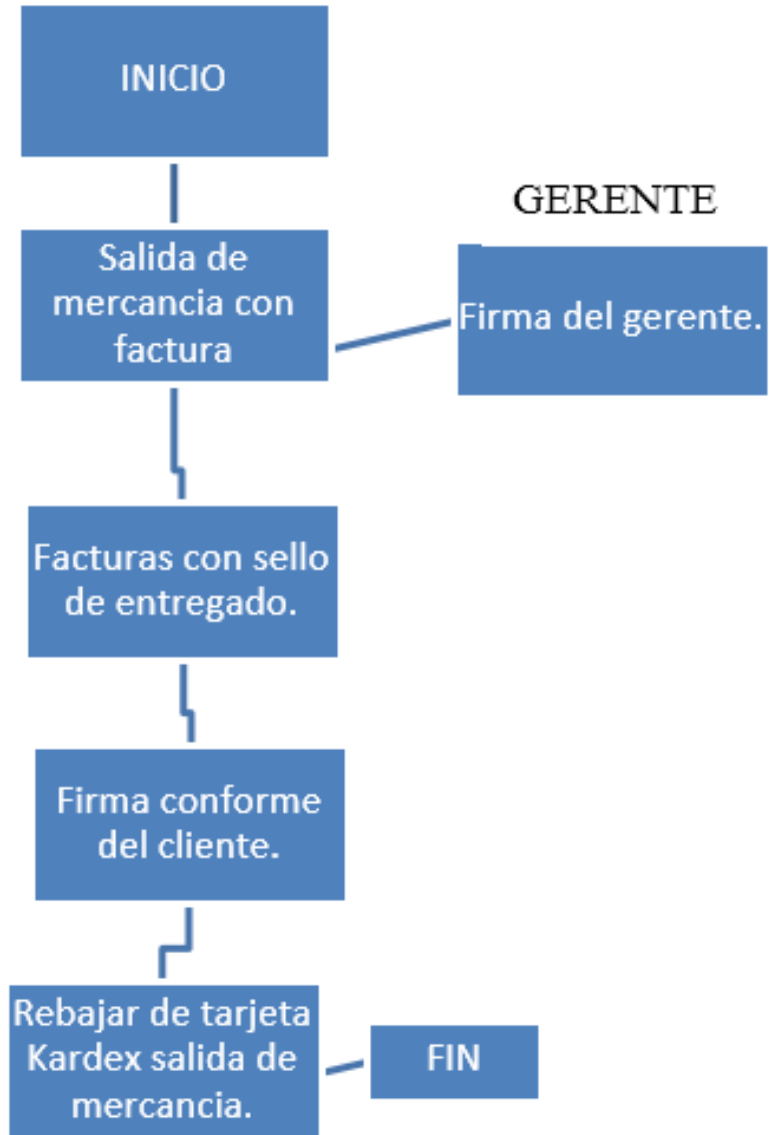 INICIO
GERENTE
Salida de
mercancia con
factura
Firma del gerente.
Facturas con sello
de entregado.
Firma conforme
del cliente.
Rebajar de tarjeta
Kardex salida de
mercancia.
FIN